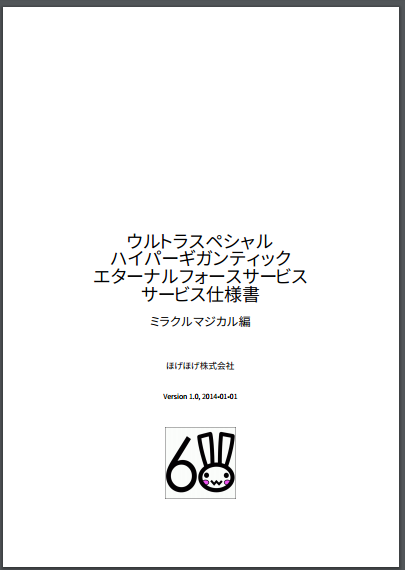 ウルトラスペシャル
ハイパーギガンティック
エターナルフォースサービス
サービス仕様書
ミラクルマジカル編
ほげほげ株式会社
Version 1.0, 2014-01-01
6